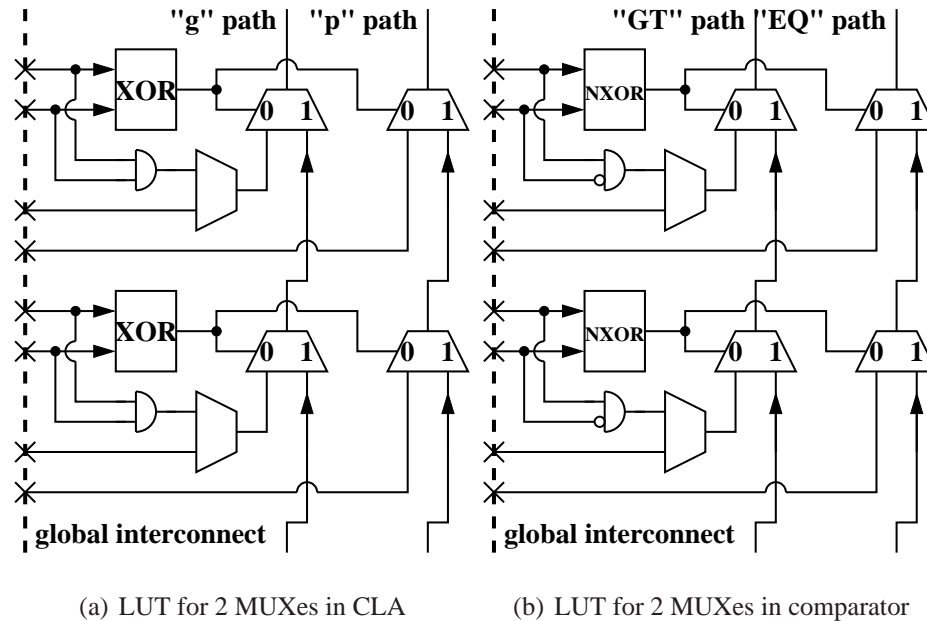 "g" path "p" path
XOR
0 1 0 1
XOR
0 1 0 1
global interconnect
(a) LUT for 2 MUXes in CLA
"GT" path "EQ" path
NXOR
0 1 0 1
NXOR
0 1 0 1
global interconnect
(b) LUT for 2 MUXes in comparator